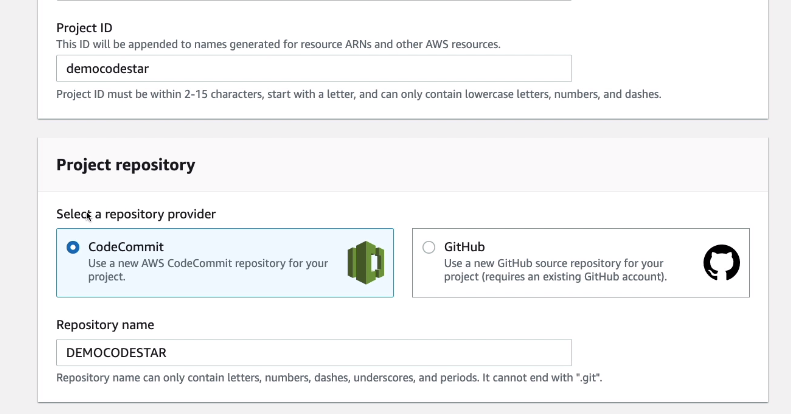 Project ID
This ID will be appended to names generated for resource ARNs and other AWS resources.
democodestar
Project ID must be within 2-15 characters, start with a letter, and can only contain lowercase letters, numbers, and dashes.
Project repository
Select a repository provider
CodeCommit
Use a new AWS CodeCommit repository for your
project.
GitHub
Use a new GitHub source repository for your
project (requires an existing GitHub account).
Repository name
DEMOCODESTAR
Repository name can only contain letters, numbers, dashes, underscores, and periods. It cannot end with ".git".